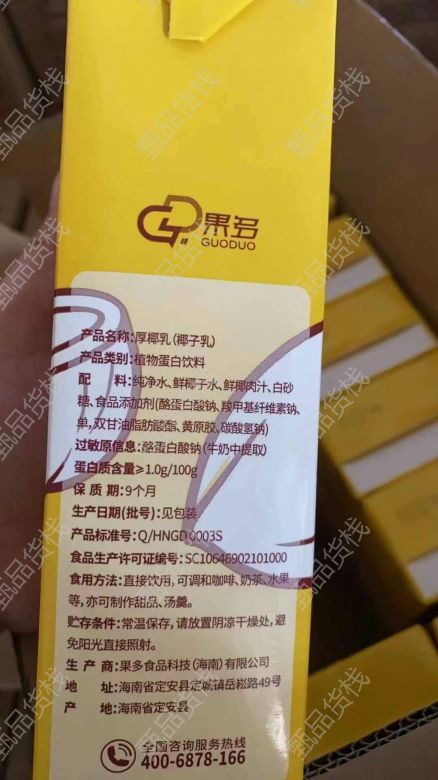 果多
GUODUO
产品名称:厚椰乳(椰子乳)
产品类别:植物蛋白饮料
配 料:纯净水、鲜椰子水、鲜椰肉汁、白砂
糖、食品添加剂(酪蛋白酸钠、羧甲基纤维素钠、
单,双甘油脂肪酸酯、黄原胶、碳酸氢钠)
过敏原信息:酪蛋白酸钠(牛奶中提取)
蛋白质含量≥1.0g/100g
保 质 期:9个月
生产日期(批号):见包装
产品标准号:Q/HNGD 0003S
食品生产许可证编号:SC10646902101000
食用方法:直接饮用,可调和咖啡、奶茶、水果
等,亦可制作甜品、汤羹。
贮存条件:常温保存,请放置阴凉干燥处,避
免阳光直接照射。
生 产 商:果多食品科技(海南)有限公司
地 址:海南省定安县定城镇岳崧路49号
产 地:海南省定安县
全国咨询服务热线
400-6878-166
甄品货栈